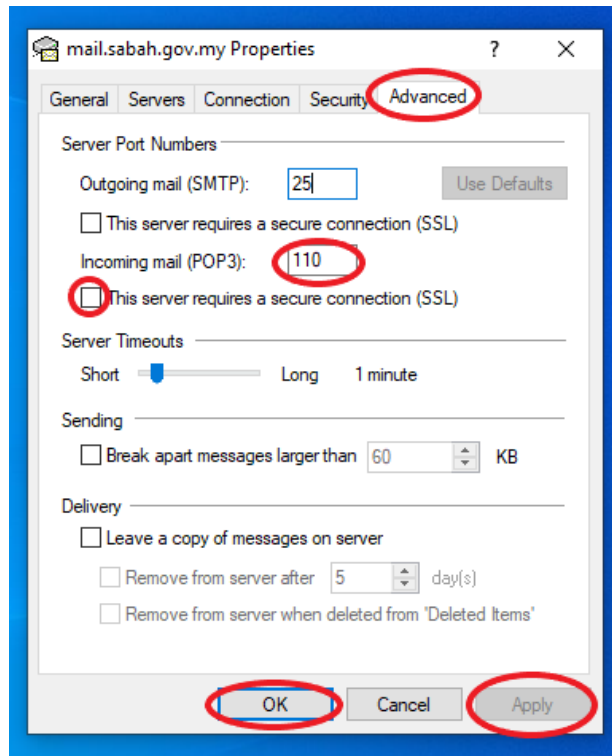 mail.sabah.gov.my Properties ?
General Servers Connection Security Advanced
Server Port Numbers
Outgoing mail (SMTP): 25 Use Defaults
This server requires a secure connection (SSL)
Incoming mail (POP3): 110
This server requires a secure connection (SSL)
Server Timeouts
Short Long 1 minute
Sending
Break apart messages larger than 60 KB
Delivery
Leave a copy of messages on server
Remove from server after 5 day(s)
Remove from server when deleted from 'Deleted Items'
OK Cancel Apply